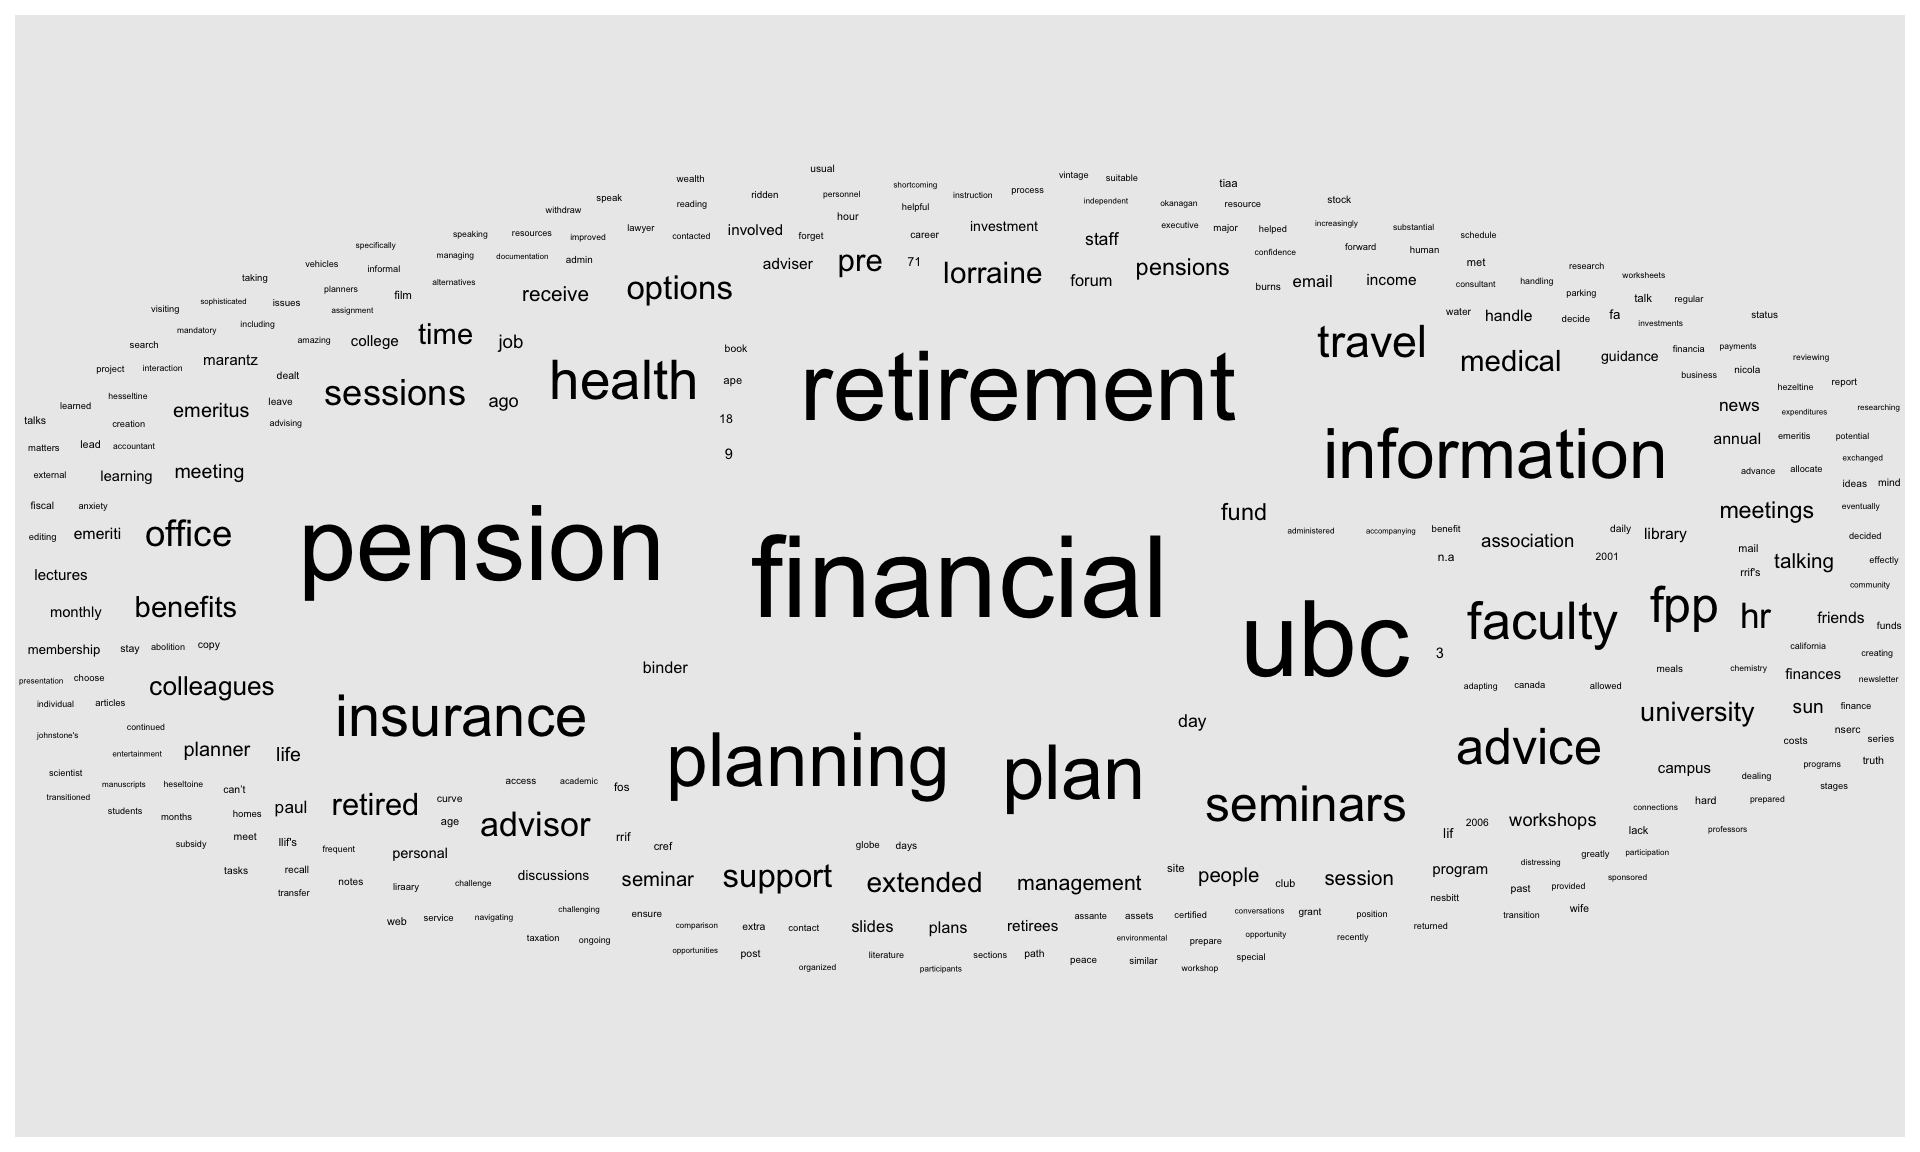 usual
wealth vintage suitable
tiaa
shortcoming
speak ridden personnel instruction process
stock
reading helpful independent okanagan resource
withdraw hour
lawyer involved investment executive major helped increasingly substantial
speaking resources improved contacted forget career staff schedule
specifically confidence forward human
managing documentation admin adviser pre 71 lorraine forum pensions met
vehicles informal research
taking alternatives options burns email income consultant handling worksheets
planners film receive parking talk regular
visiting sophisticated issues assignment water handle decide fa investments status
mandatory including
search amazing college time job travel guidance financia payments
marantz book medical reviewing
project interaction dealt health ape retirement business nicola hezeltine report
hesseltine sessions ago
learned emeritus leave news expenditures researching
talks creation advising 18
matters lead accountant information annual emeritis potential
9 exchanged
external learning meeting advance allocate
ideas mind
fiscal anxiety fund meetings eventually
editing emeriti office pension administered accompanying benefit association daily library decided
n.a 2001 mail talking effectly
lectures financial rrif's community
monthly benefits faculty fpp hr friends funds
membership stay abolition copy ubc 3 california creating
binder meals chemistry finances newsletter
presentation choose colleagues adapting canada allowed
individual articles insurance university sun finance
continued day nserc
johnstone's planner life advice costs series
entertainment planning plan campus programs truth
scientist access academic dealing
manuscripts heseltoine can't fos stages
transitioned curve seminars hard prepared
students months homes paul retired connections
age advisor 2006 workshops
meet rrif lif lack professors
subsidy llif's frequent personal cref globe days greatly participation
tasks recall site program distressing
transfer notes liraary challenge discussions seminar support extended management people club session sponsored
past provided
web service navigating challenging ensure nesbitt wife
comparison extra contact slides plans retirees assante assets certified conversations grant position transition
taxation ongoing returned
opportunities post environmental prepare opportunity recently
literature sections path peace similar special
organized participants workshop